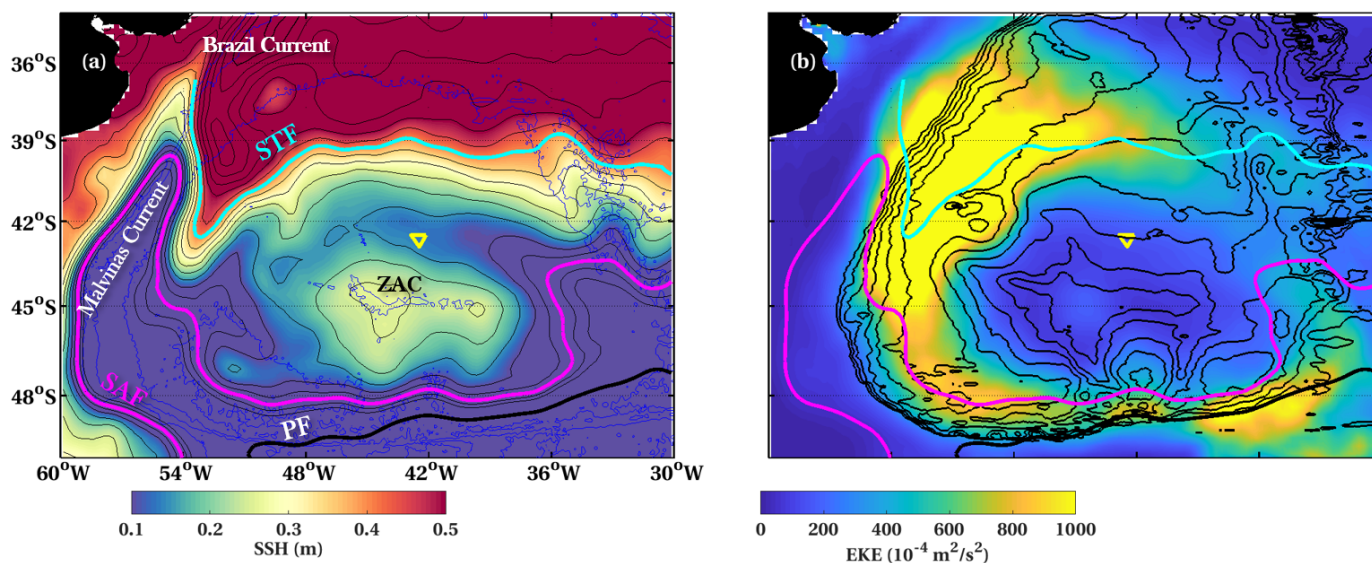 (a)
Brazil Current
(b)
36°S
39°S
STF
42°S
Malvinas Current
ZAC
45°S
SAF
48°S
PF
60°W 54°W 48°W 42°W 36°W 30°W
0.1 0.2 0.3 0.4 0.5
SSH (m)
0 200 400 600 800 1000
EKE (10⁻⁴ m²/s²)